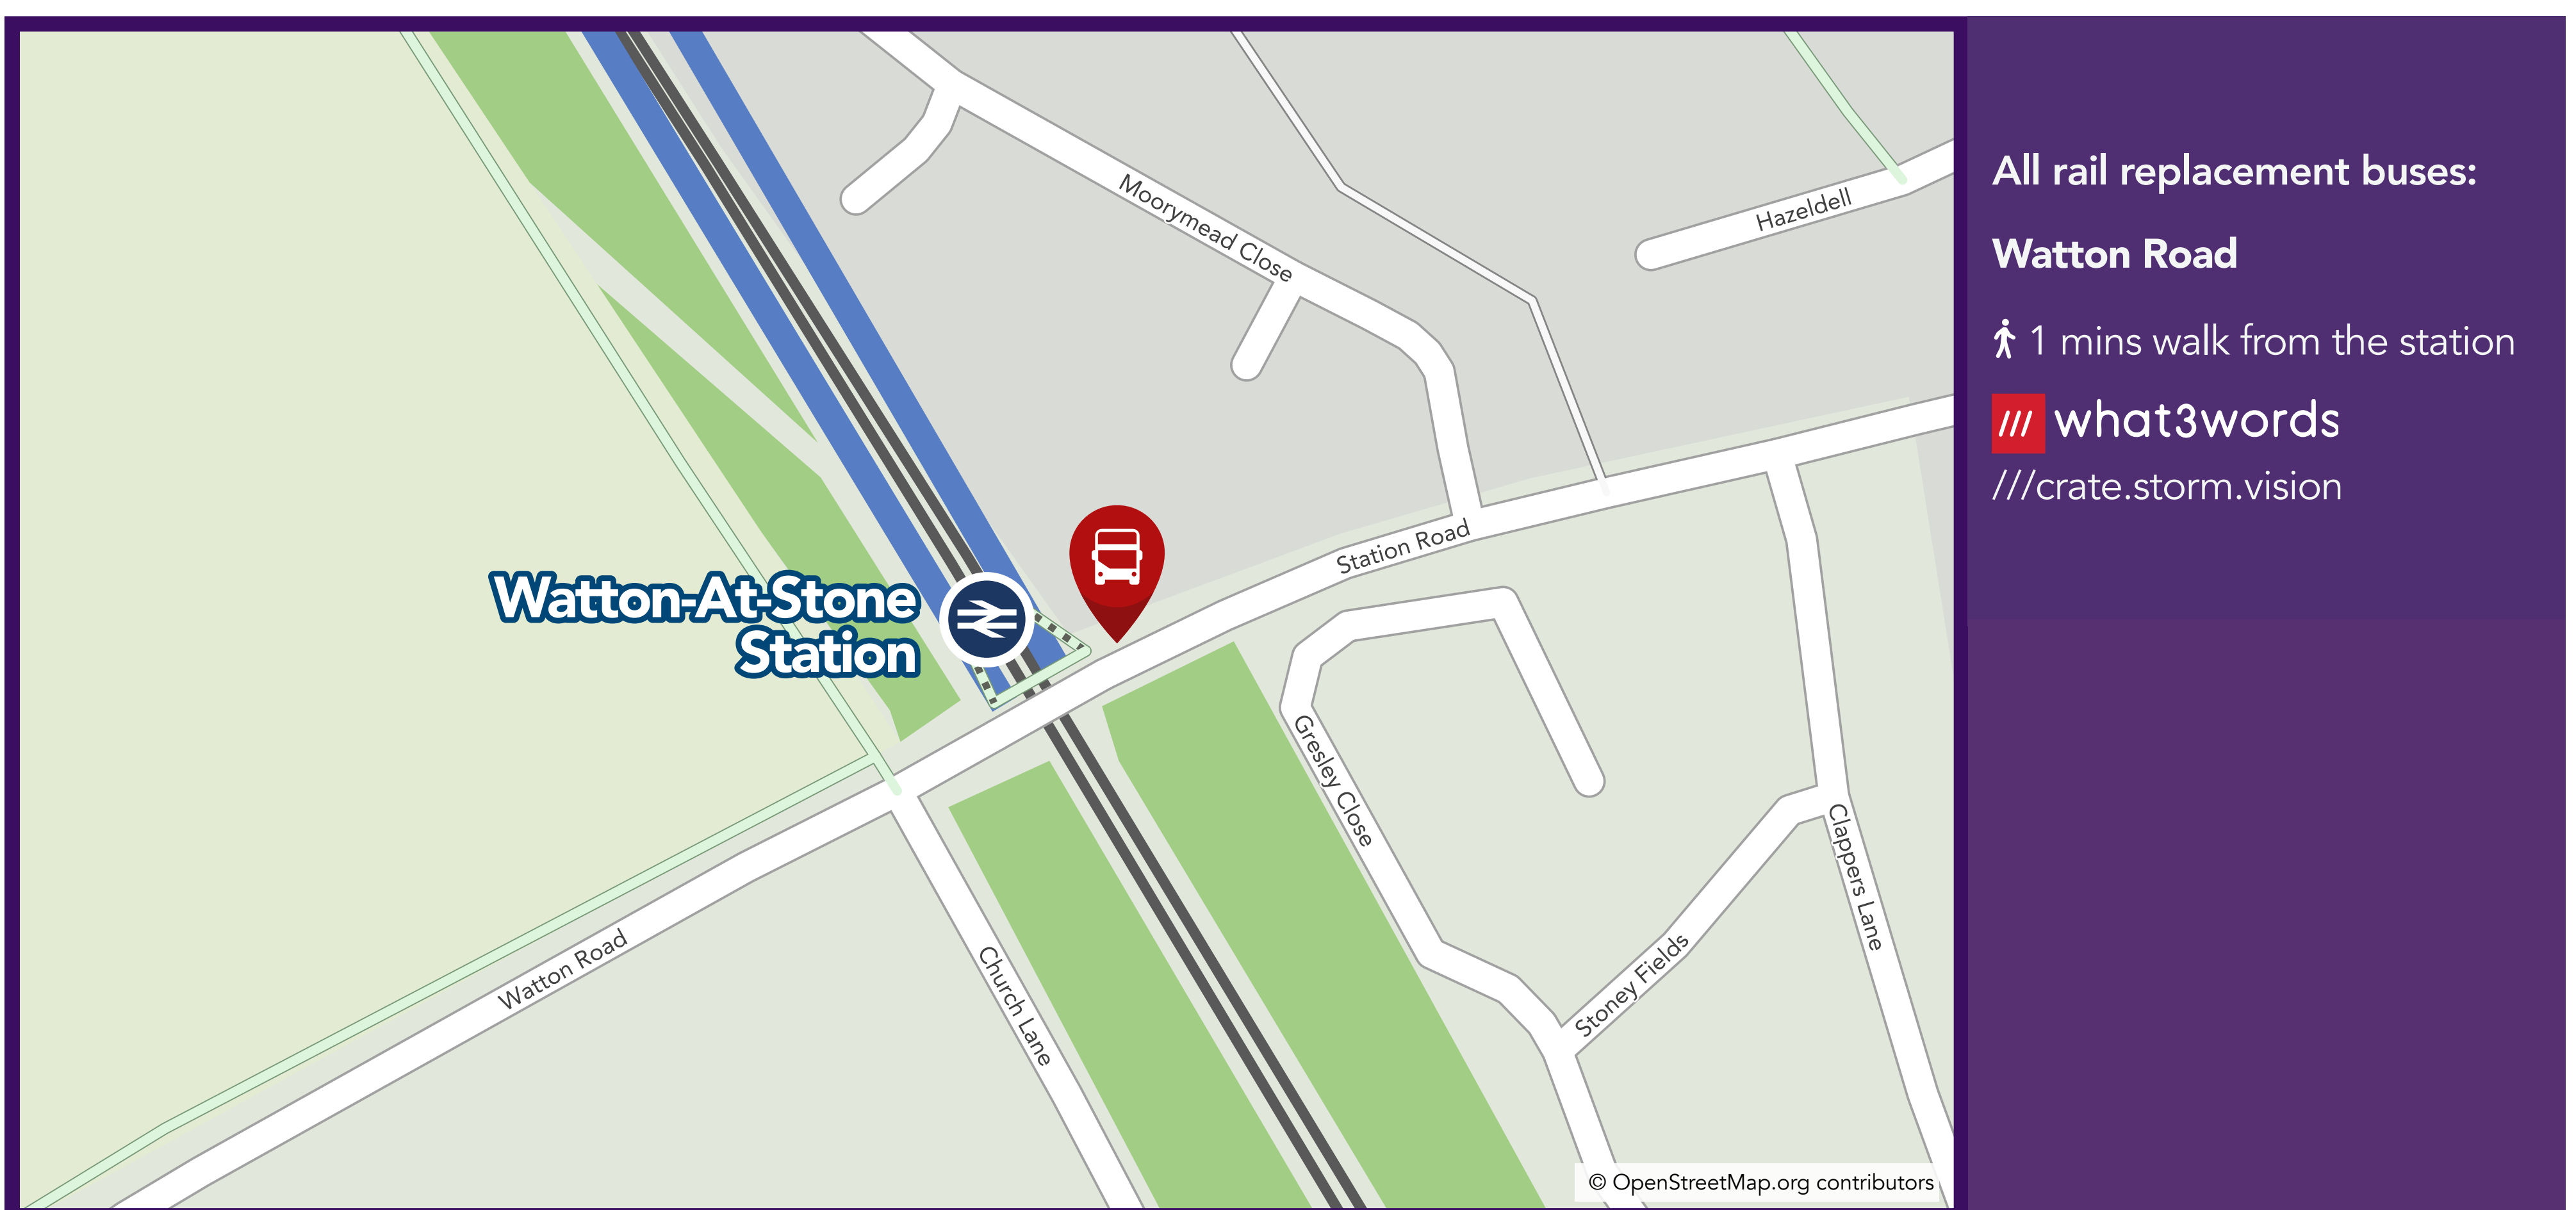 Moorymead Close
Hazeldell
Station Road
Watton-At-Stone
Station
Gresley Close
Clappers Lane
Stoney Fields
Watton Road
Church Lane
© OpenStreetMap.org contributors
All rail replacement buses:
Watton Road
1 mins walk from the station
/// what3words
///crate.storm.vision